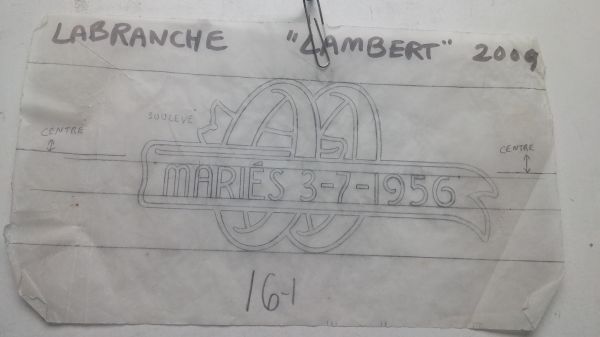 LABRANCHE "LAMBERT" 2009
SOULEVÉ
CENTRE
CENTRE
MARIÉS 3-7-1956
16-1